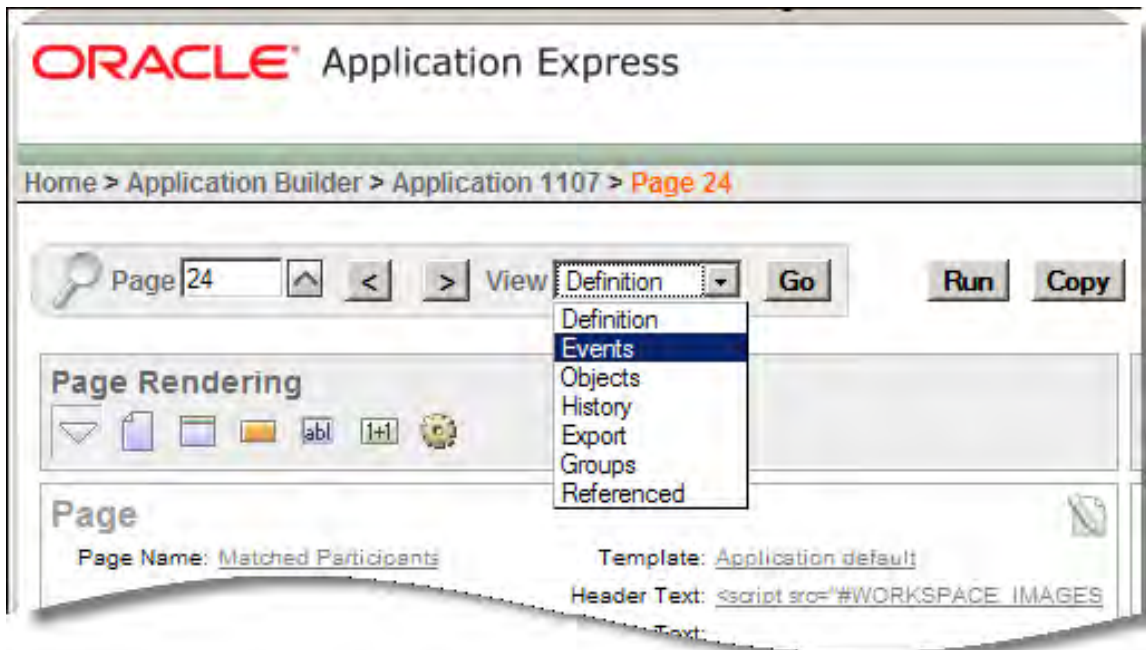 ORACLE Application Express
Home > Application Builder > Application 1107 > Page 24
Page 24 < > View Definition Go Run Copy
Definition
Events
Objects
History
Export
Groups
Referenced
Page Rendering
abl 1+1
Page
Page Name: Matched Participants Template: Application default
Header Text: <script src="#WORKSPACE_IMAGES
Text: